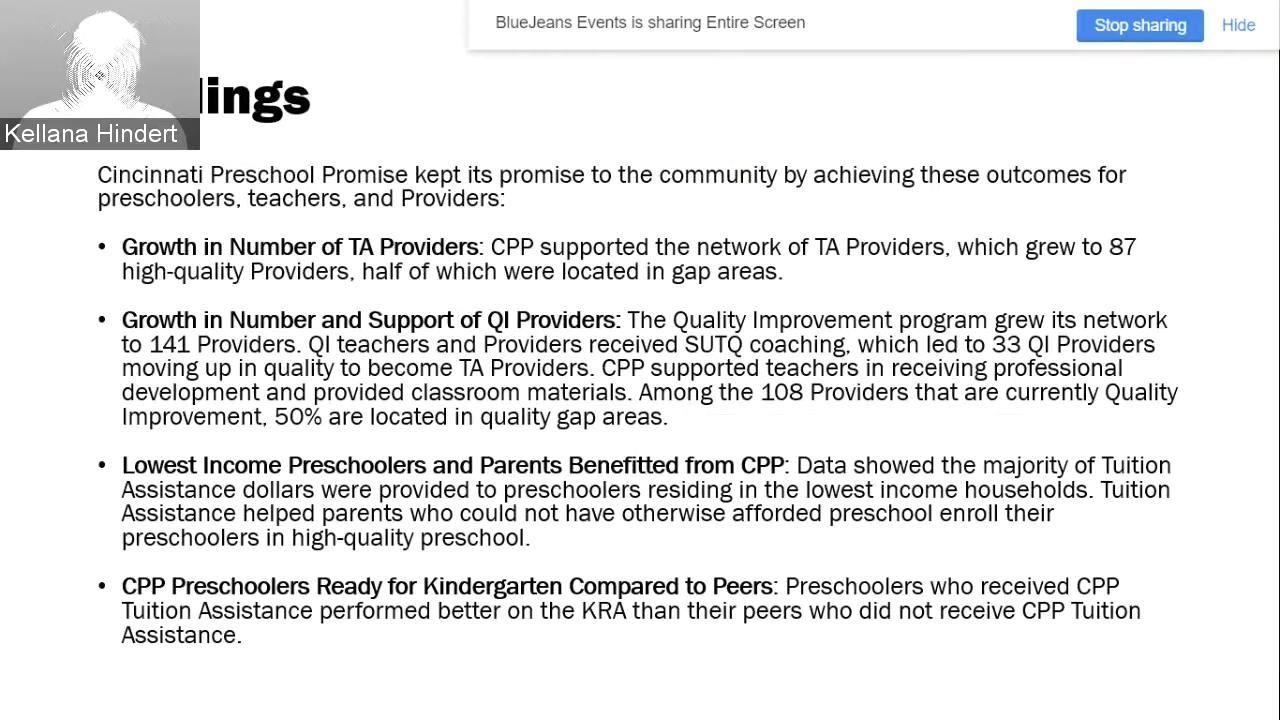 BlueJeans Events is sharing Entire Screen
Stop sharing
Hide
Kellana Hindert
Cincinnati Preschool Promise kept its promise to the community by achieving these outcomes for
preschoolers, teachers, and Providers:
• Growth in Number of TA Providers: CPP supported the network of TA Providers, which grew to 87
high-quality Providers, half of which were located in gap areas.
• Growth in Number and Support of QI Providers: The Quality Improvement program grew its network
to 141 Providers. QI teachers and Providers received SUTQ coaching, which led to 33 QI Providers
moving up in quality to become TA Providers. CPP supported teachers in receiving professional
development and provided classroom materials. Among the 108 Providers that are currently Quality
Improvement, 50% are located in quality gap areas.
• Lowest Income Preschoolers and Parents Benefitted from CPP: Data showed the majority of Tuition
Assistance dollars were provided to preschoolers residing in the lowest income households. Tuition
Assistance helped parents who could not have otherwise afforded preschool enroll their
preschoolers in high-quality preschool.
• CPP Preschoolers Ready for Kindergarten Compared to Peers: Preschoolers who received CPP
Tuition Assistance performed better on the KRA than their peers who did not receive CPP Tuition
Assistance.